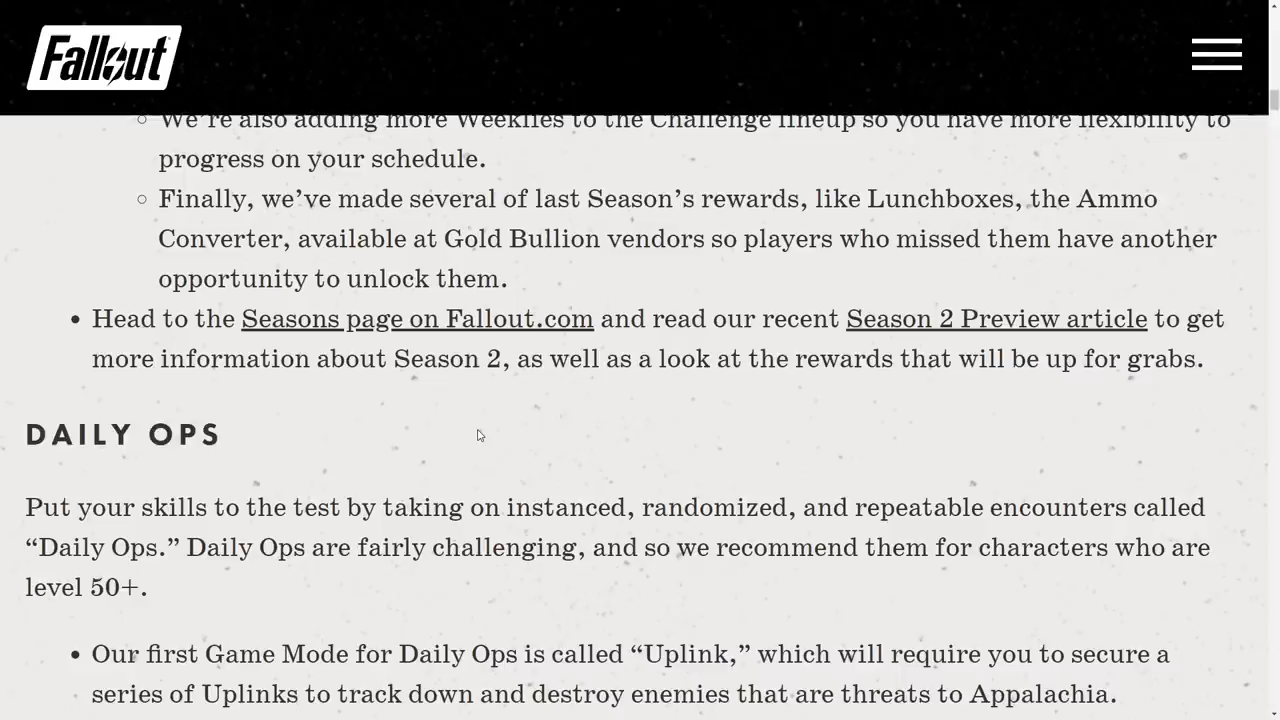 Fallout
We’re also adding more Weeklies to the Challenge lineup so you have more flexibility to
progress on your schedule.
Finally, we’ve made several of last Season’s rewards, like Lunchboxes, the Ammo
Converter, available at Gold Bullion vendors so players who missed them have another
opportunity to unlock them.
Head to the Seasons page on Fallout.com and read our recent Season 2 Preview article to get
more information about Season 2, as well as a look at the rewards that will be up for grabs.
DAILY OPS
Put your skills to the test by taking on instanced, randomized, and repeatable encounters called
“Daily Ops.” Daily Ops are fairly challenging, and so we recommend them for characters who are
level 50+.
Our first Game Mode for Daily Ops is called “Uplink,” which will require you to secure a
series of Uplinks to track down and destroy enemies that are threats to Appalachia.